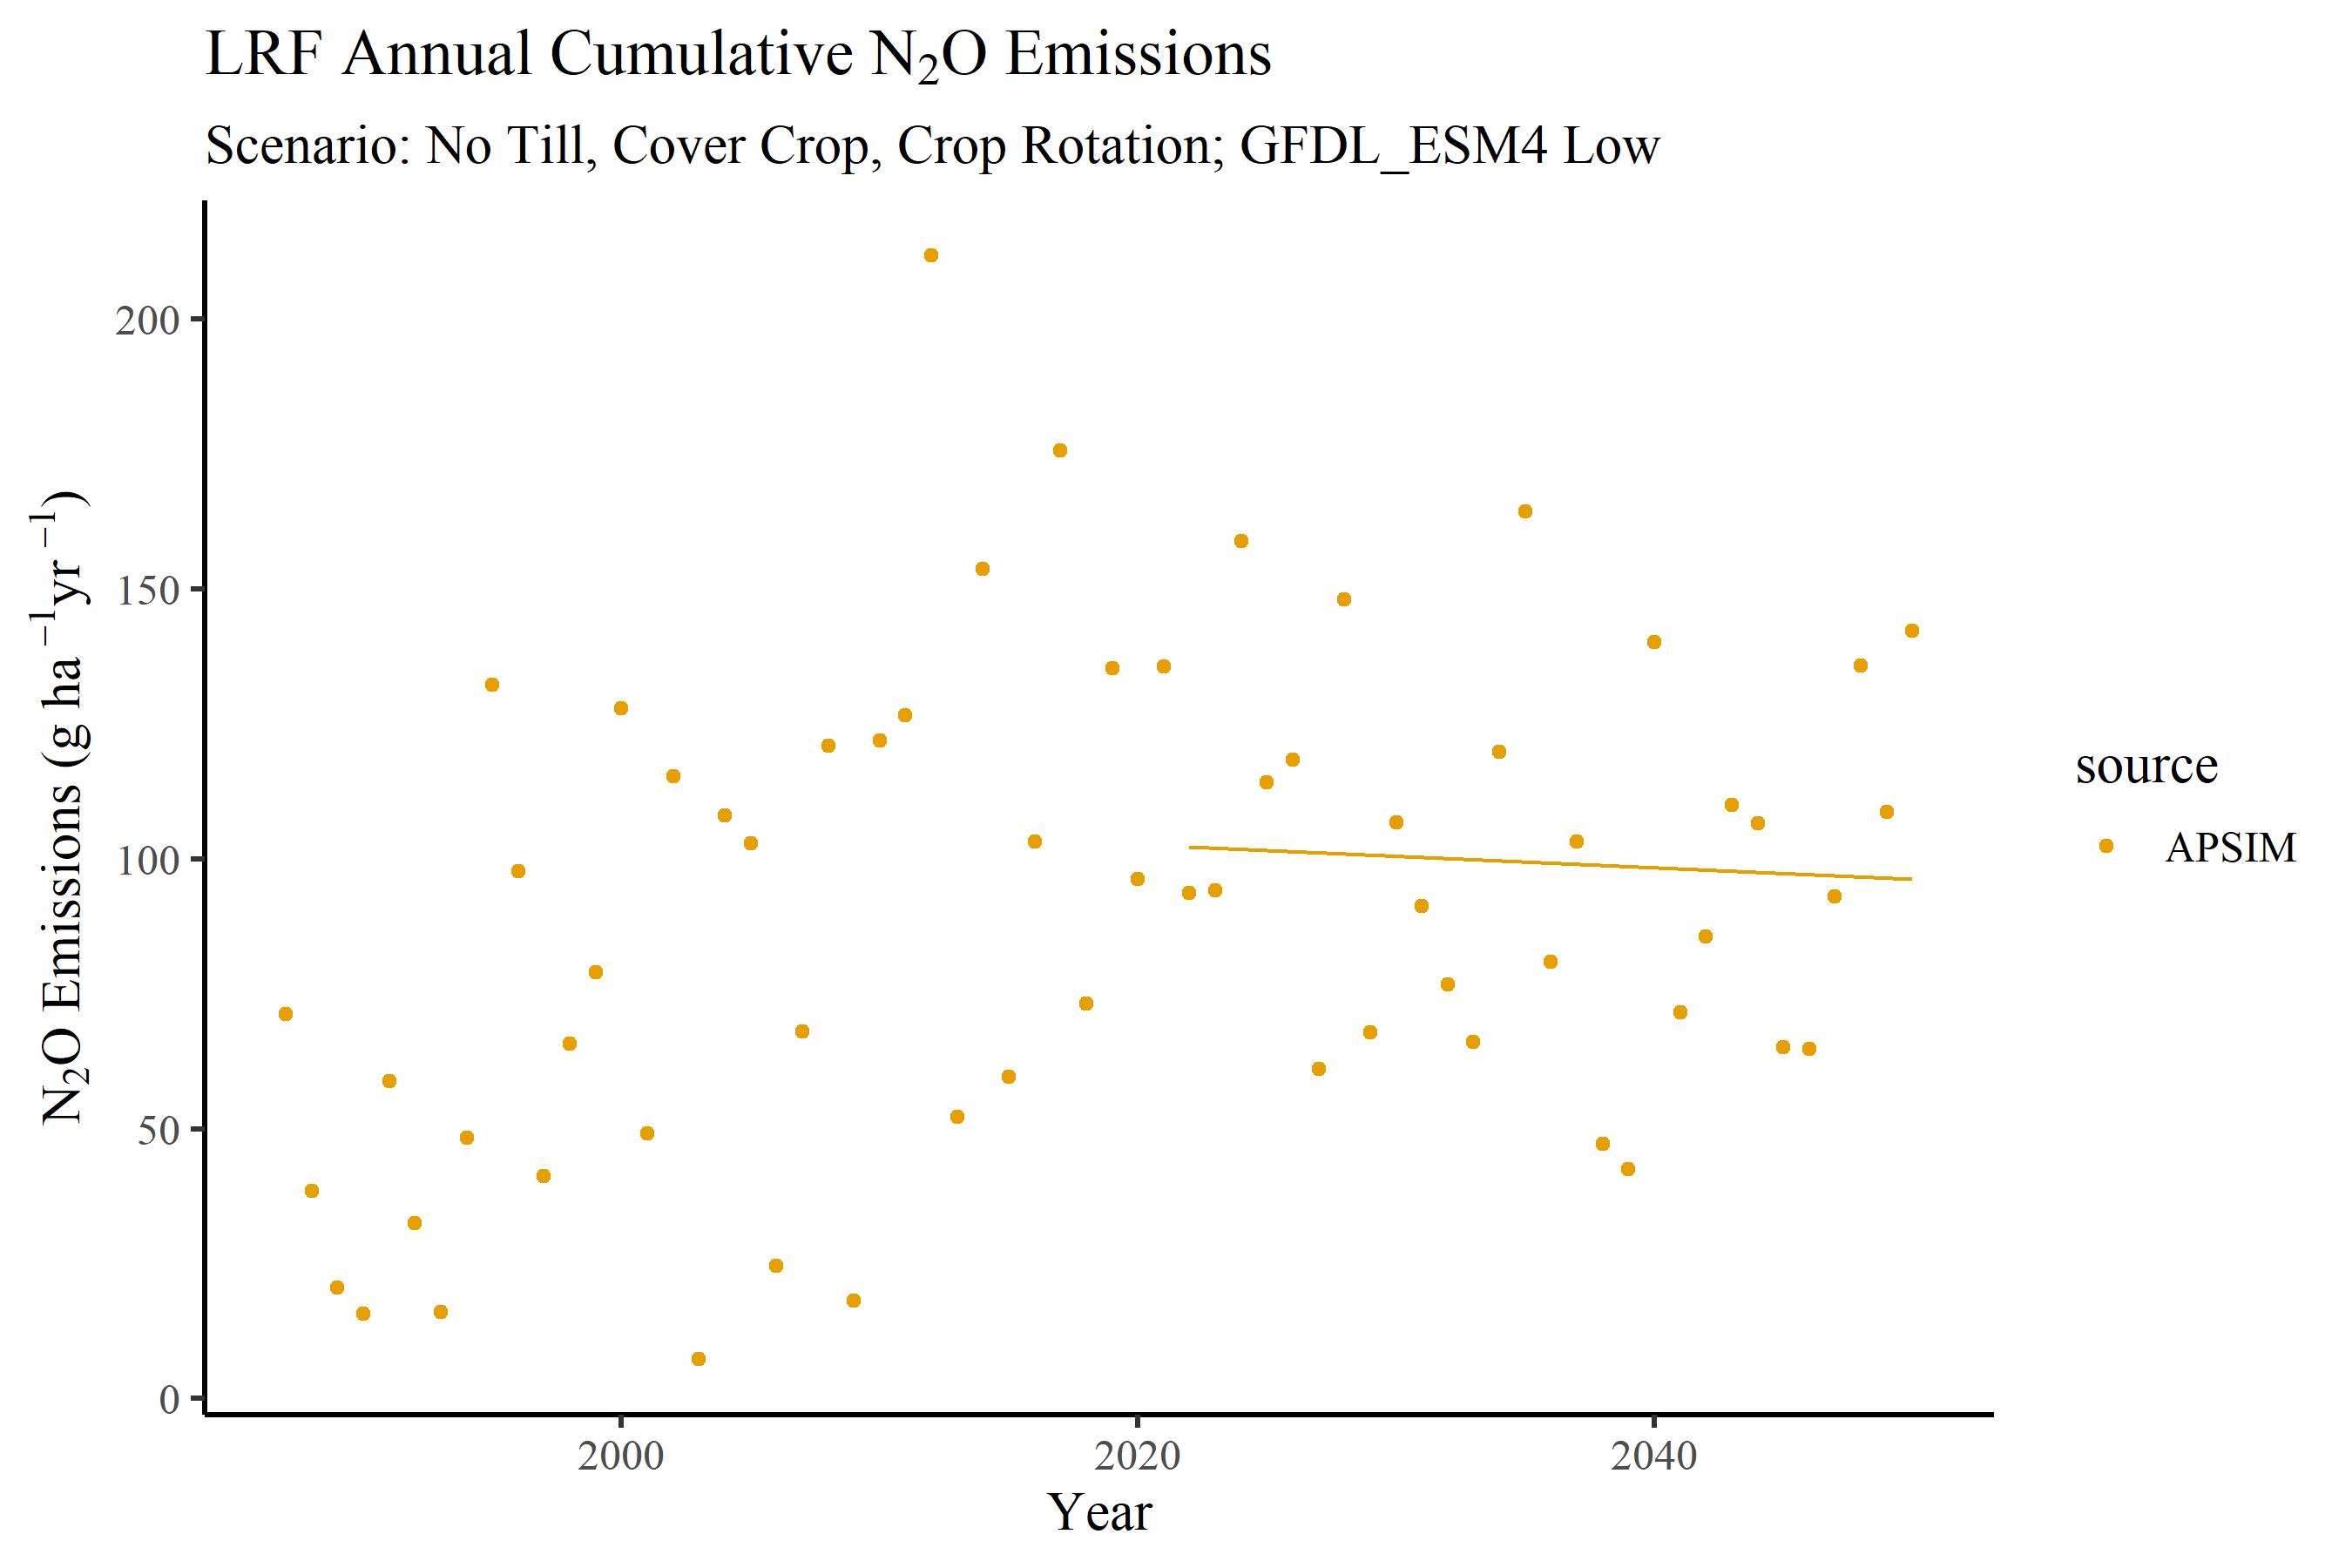 LRF Annual Cumulative N₂O Emissions
Scenario: No Till, Cover Crop, Crop Rotation; GFDL_ESM4 Low
N₂O Emissions (g ha ⁻¹yr ⁻¹)
200
150
100
50
0
2000 2020 2040
Year
source
APSIM